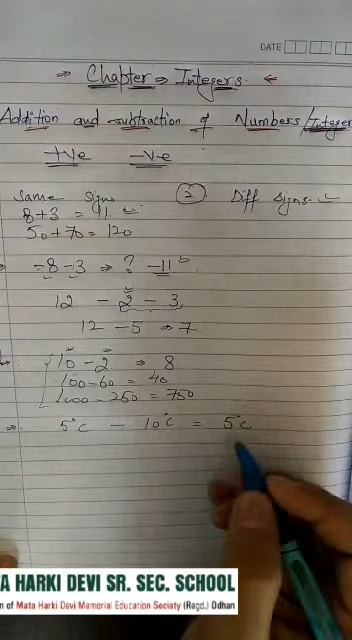 DATE
⇒ Chapter ⇒ Integers. ←
Addition and subtraction of Numbers/Integer
+ve -ve
Same Signs ② Diff Signs.
8+3 = 11
50+70= 120
-8 -3 ⇒ ? -11
12 - 2 - 3
12 - 5 ⇒ 7
10 - 2 ⇒ 8
100-60 = 40
1000 - 250 = 750
⇒ 5°C - 10°C = 5°C
A HARKI DEVI SR. SEC. SCHOOL
n of Mata Harki Devi Memorial Education Society (Regd.) Odhan